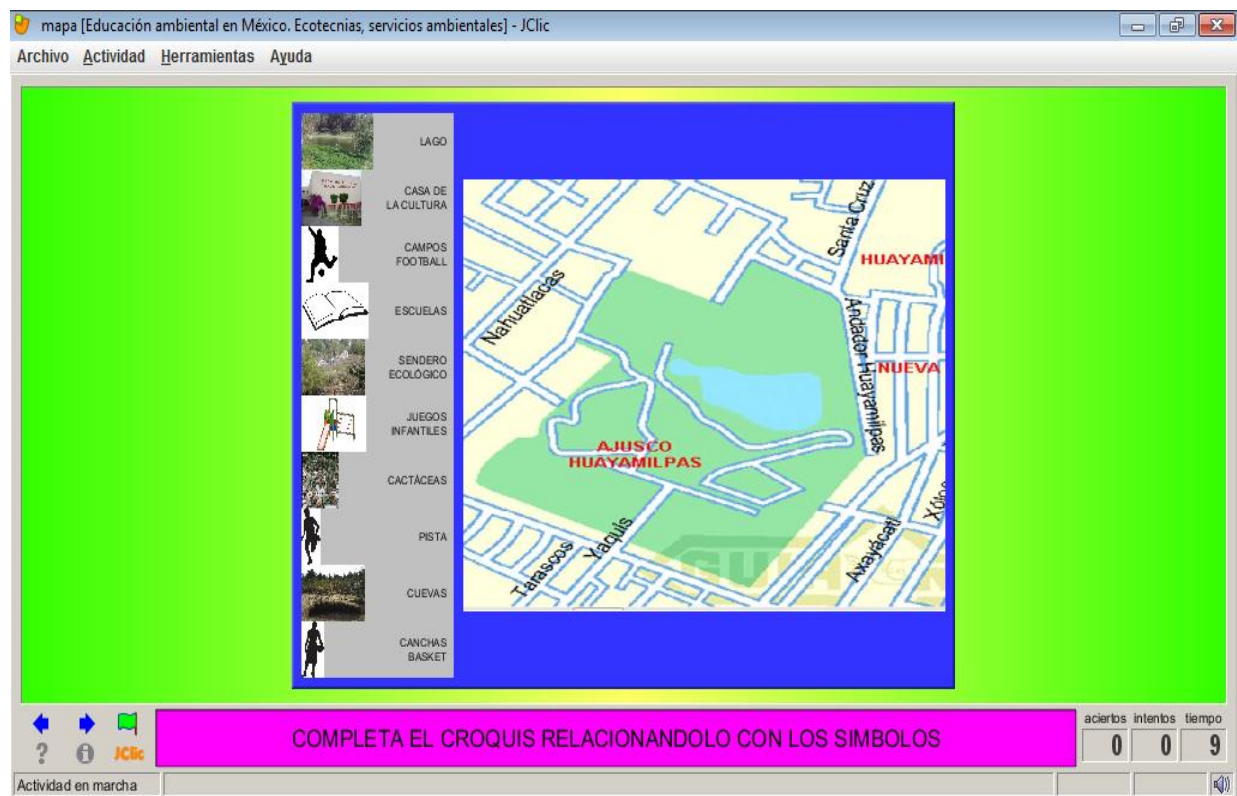 mapa [Educación ambiental en México. Ecotecnias, servicios ambientales] - JClic
Archivo Actividad Herramientas Ayuda
LAGO
CASA DE
LA CULTURA
CAMPOS
FOOTBALL
ESCUELAS
SENDERO
ECOLÓGICO
JUEGOS
INFANTILES
CACTÁCEAS
PISTA
CUEVAS
CANCHAS
BASKET
Santa Cruz
HUAYAMI
Nahuatlacas
Andador Huayamilpas
NUEVA
AJUSCO
HUAYAMILPAS
Yaquis
Tarascos
Axayácatl
COMPLETA EL CROQUIS RELACIONANDOLO CON LOS SIMBOLOS
aciertos intentos tiempo
0 0 9
JClic
Actividad en marcha